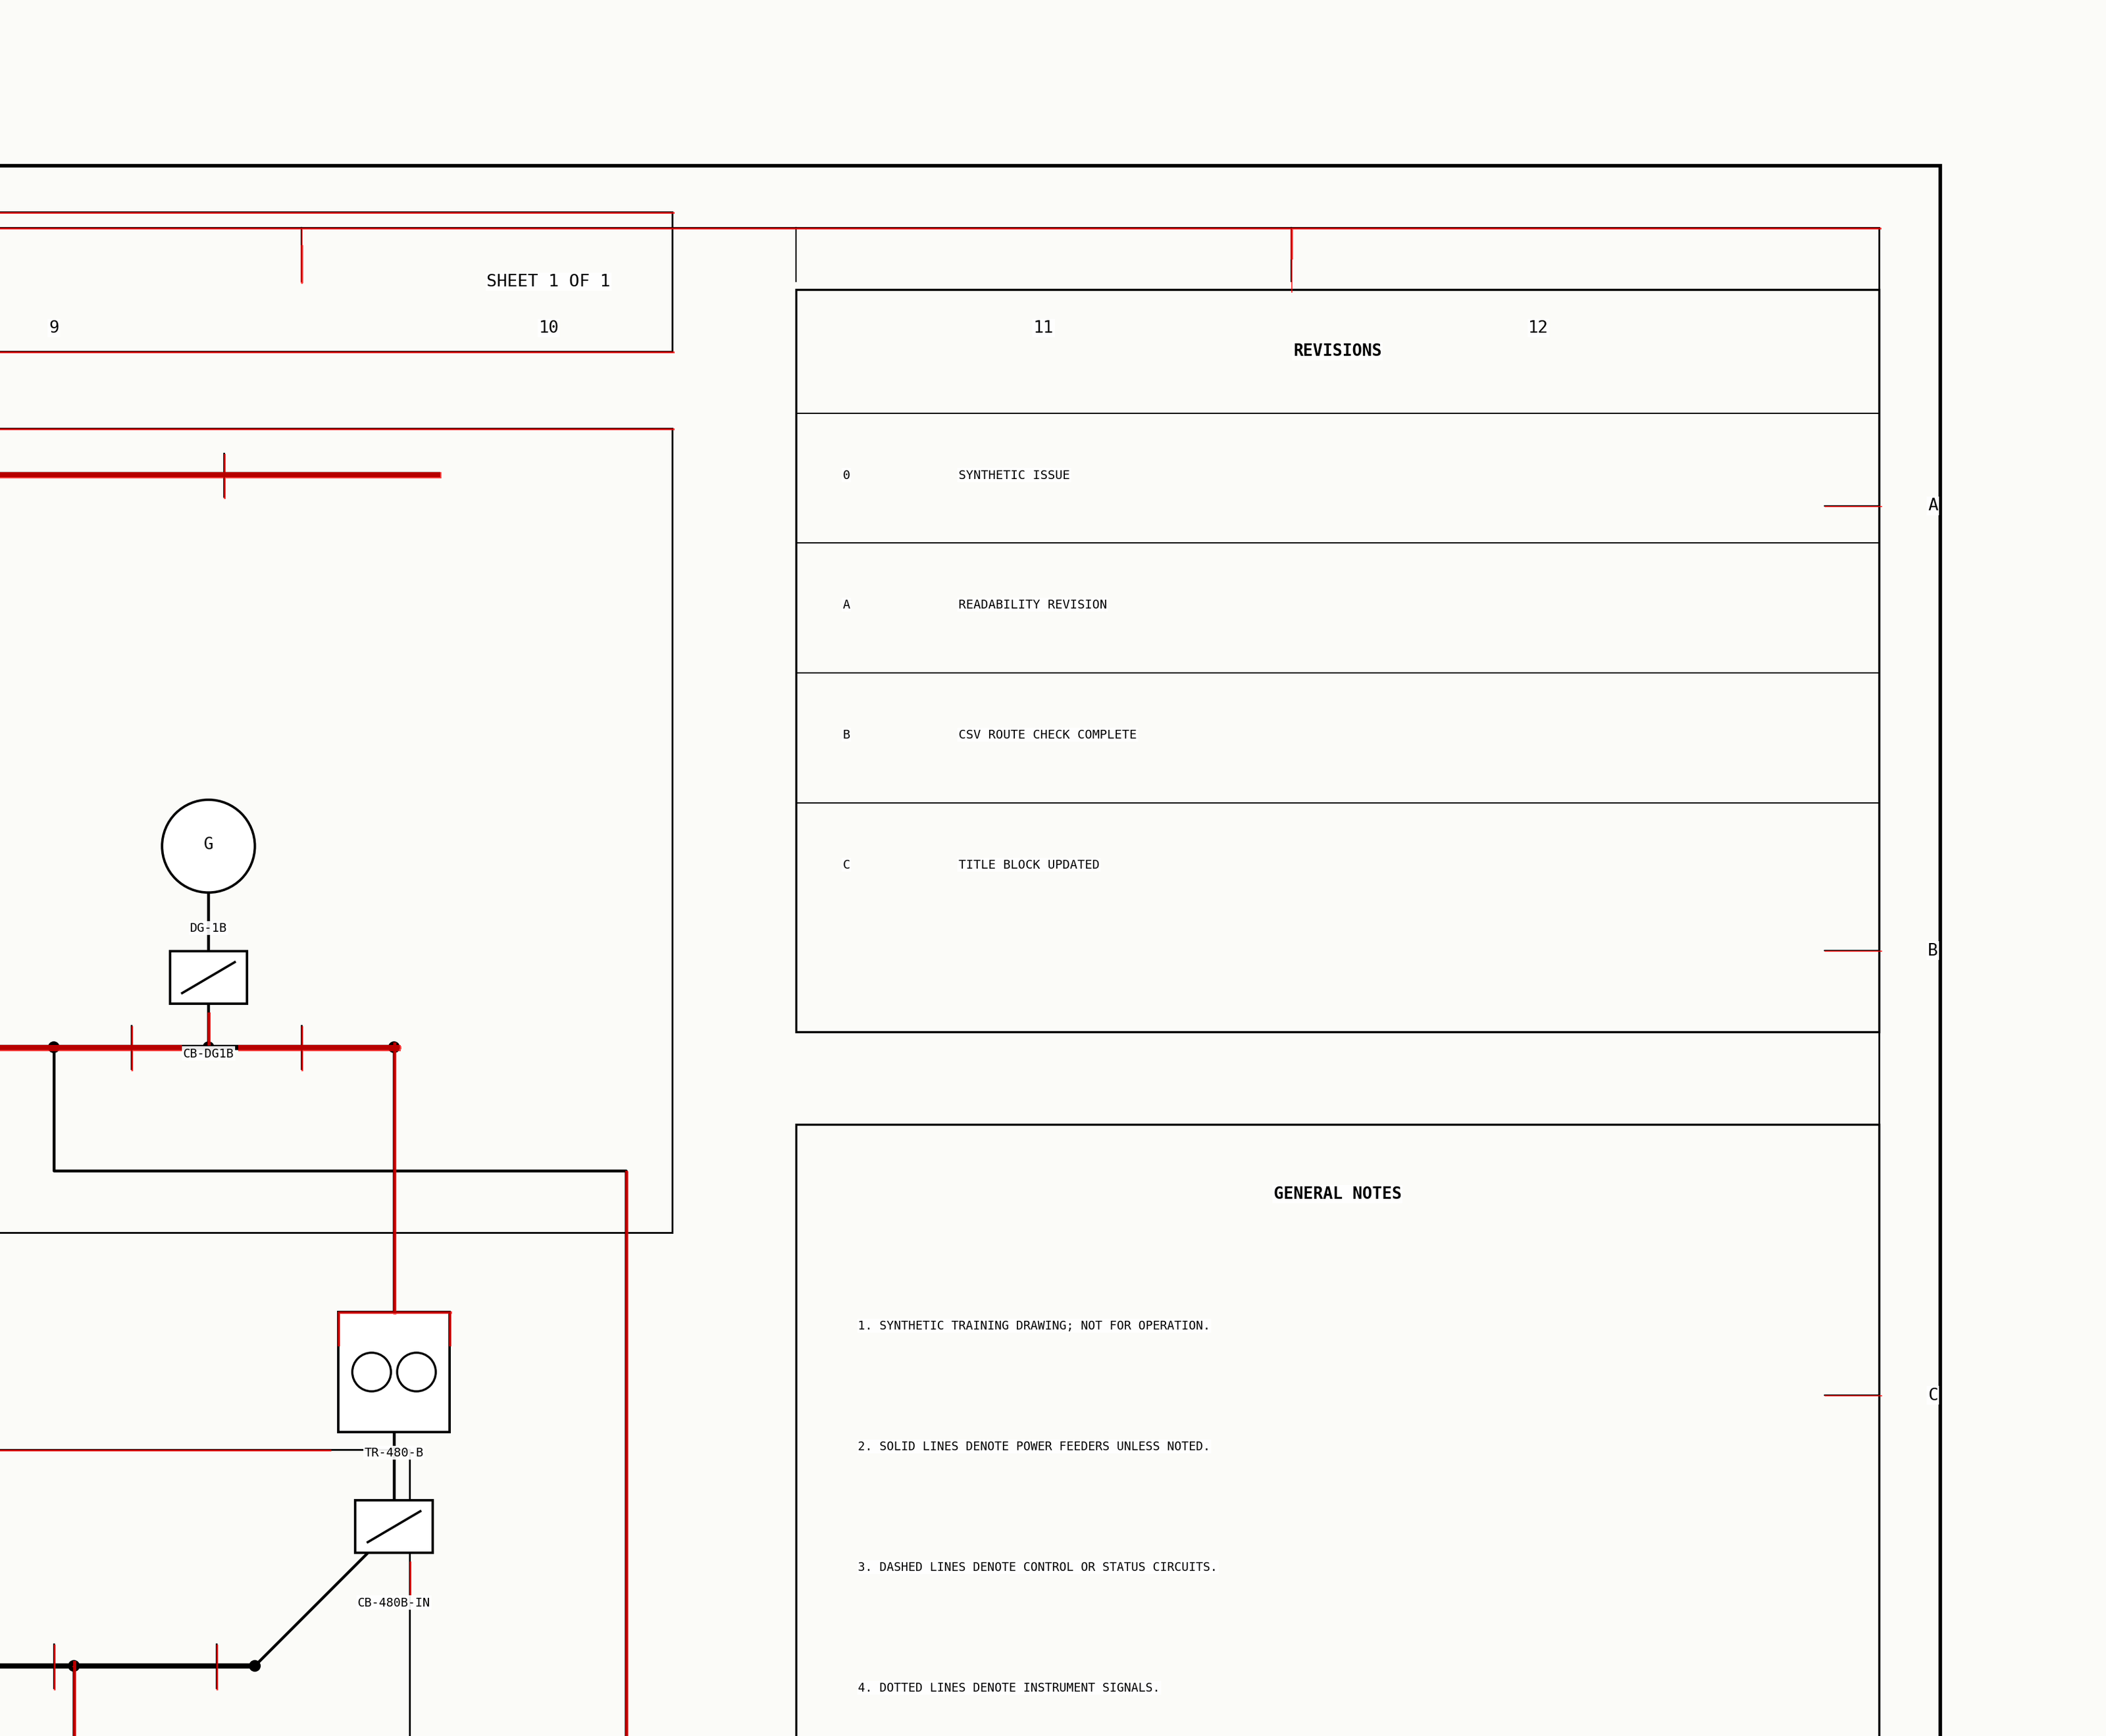 SHEET 1 OF 1
9
10
11
12
REVISIONS
0 SYNTHETIC ISSUE
A
A READABILITY REVISION
B CSV ROUTE CHECK COMPLETE
C TITLE BLOCK UPDATED
B
G
DG-1B
CB-DG1B
TR-480-B
CB-480B-IN
GENERAL NOTES
1. SYNTHETIC TRAINING DRAWING; NOT FOR OPERATION.
C
2. SOLID LINES DENOTE POWER FEEDERS UNLESS NOTED.
3. DASHED LINES DENOTE CONTROL OR STATUS CIRCUITS.
4. DOTTED LINES DENOTE INSTRUMENT SIGNALS.